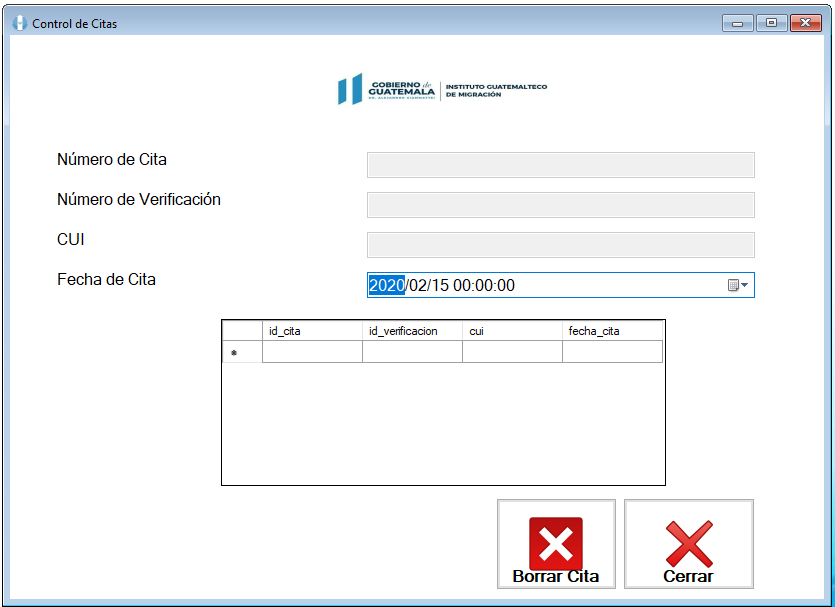 Control de Citas
GOBIERNO de
GUATEMALA
DR. ALEJANDRO GIAMMATTEI
INSTITUTO GUATEMALTECO
DE MIGRACIÓN
Número de Cita
Número de Verificación
CUI
Fecha de Cita
2020/02/15 00:00:00
id_cita id_verificacion cui fecha_cita
Borrar Cita
Cerrar